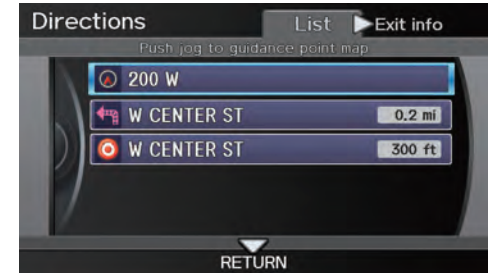 Directions List Exit info
Push jog to guidance point map
200 W
W CENTER ST 0.2 mi
W CENTER ST 300 ft
RETURN